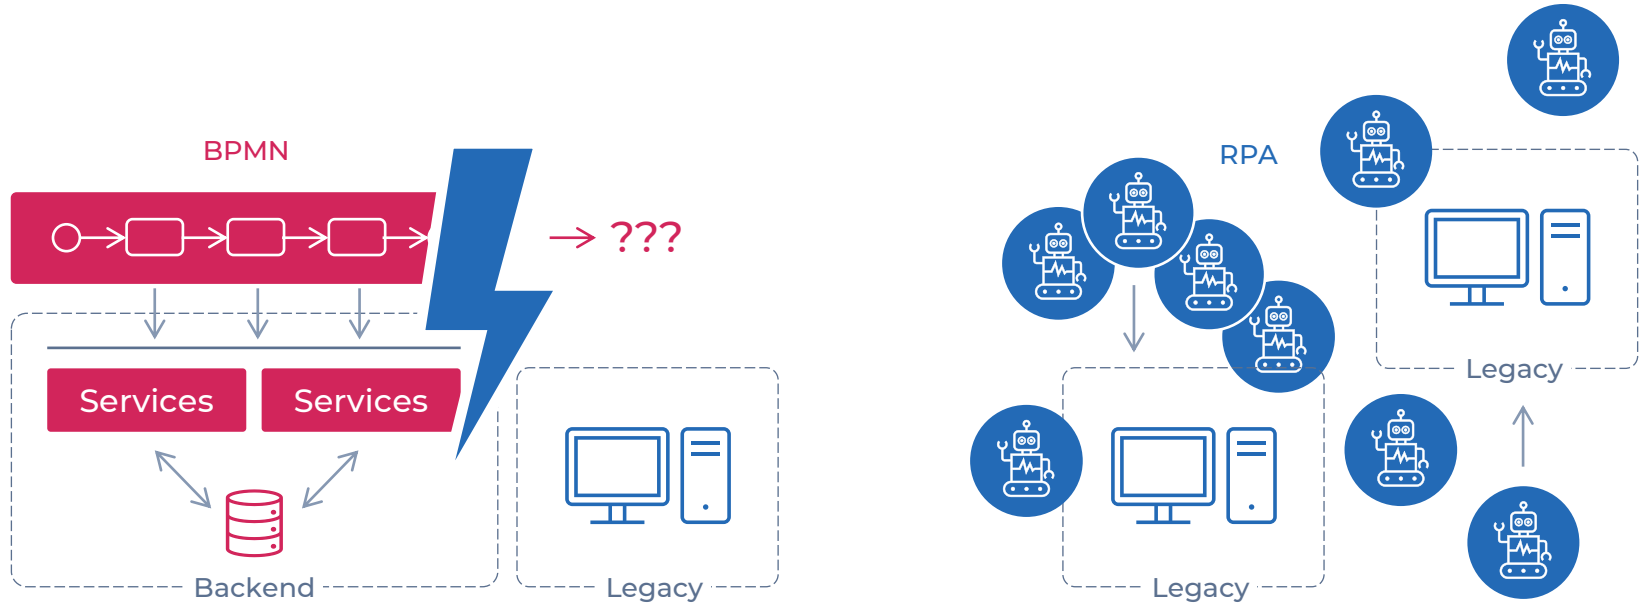 BPMN
???
Services
Services
Backend
Legacy
RPA
Legacy
Legacy